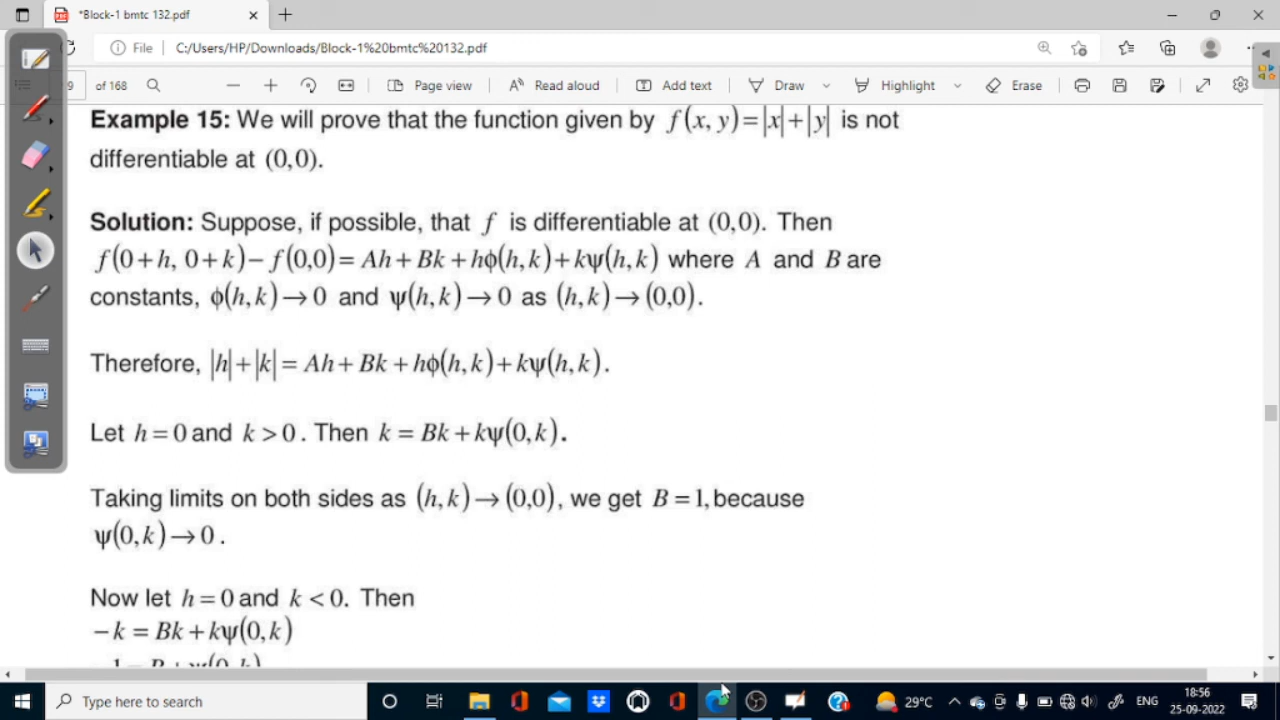 *Block-1 bmtc 132.pdf
File C:/Users/HP/Downloads/Block-1%20bmtc%20132.pdf
9 of 168 Page view Read aloud Add text Draw Highlight Erase
Example 15: We will prove that the function given by f(x, y)=|x|+|y| is not
differentiable at (0,0).
Solution: Suppose, if possible, that f is differentiable at (0,0). Then
f(0+h, 0+k)− f(0,0)= Ah+ Bk +hϕ(h,k)+kψ(h,k) where A and B are
constants, ϕ(h,k)→0 and ψ(h,k)→0 as (h,k)→(0,0).
Therefore, |h|+|k|= Ah+ Bk +hϕ(h,k)+kψ(h,k).
Let h=0 and k >0. Then k = Bk +kψ(0,k).
Taking limits on both sides as (h,k)→(0,0), we get B=1, because
ψ(0,k)→0.
Now let h=0 and k <0. Then
−k = Bk +kψ(0,k)
Type here to search
29°C ENG 18:56
25-09-2022